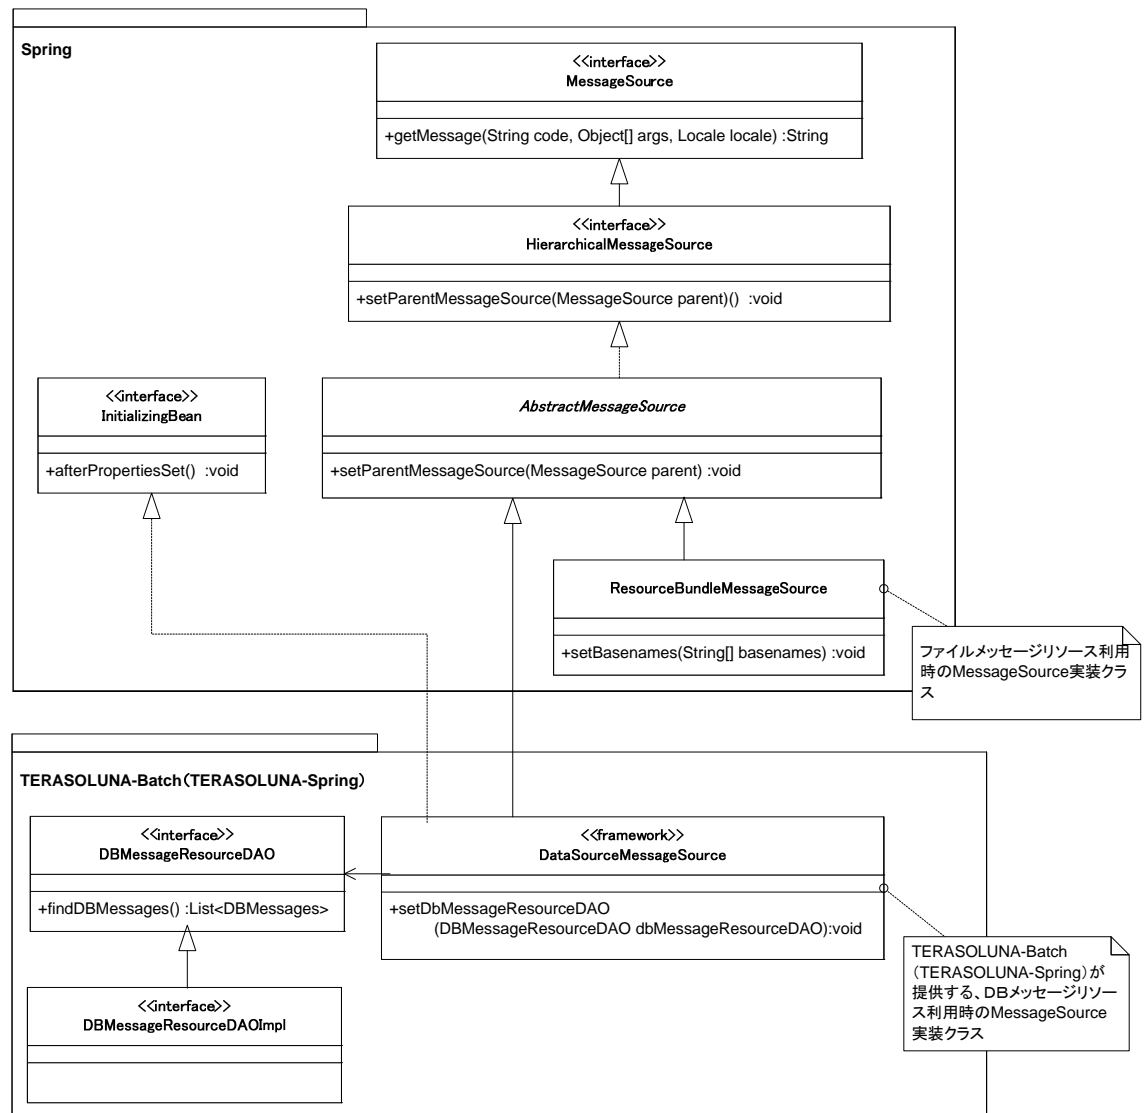 Spring
<<interface>>
MessageSource
+getMessage(String code, Object[] args, Locale locale) :String
<<interface>>
HierarchicalMessageSource
+setParentMessageSource(MessageSource parent)() :void
<<interface>>
InitializingBean
+afterPropertiesSet() :void
AbstractMessageSource
+setParentMessageSource(MessageSource parent) :void
ResourceBundleMessageSource
+setBasenames(String[] basenames) :void
ファイルメッセージリソース利用
時のMessageSource実装クラ
ス
TERASOLUNA-Batch(TERASOLUNA-Spring)
<<interface>>
DBMessageResourceDAO
+findDBMessages() :List<DBMessages>
<<framework>>
DataSourceMessageSource
+setDbMessageResourceDAO
(DBMessageResourceDAO dbMessageResourceDAO):void
<<interface>>
DBMessageResourceDAOImpl
TERASOLUNA-Batch
(TERASOLUNA-Spring)が
提供する、DBメッセージリソー
ス利用時のMessageSource
実装クラス